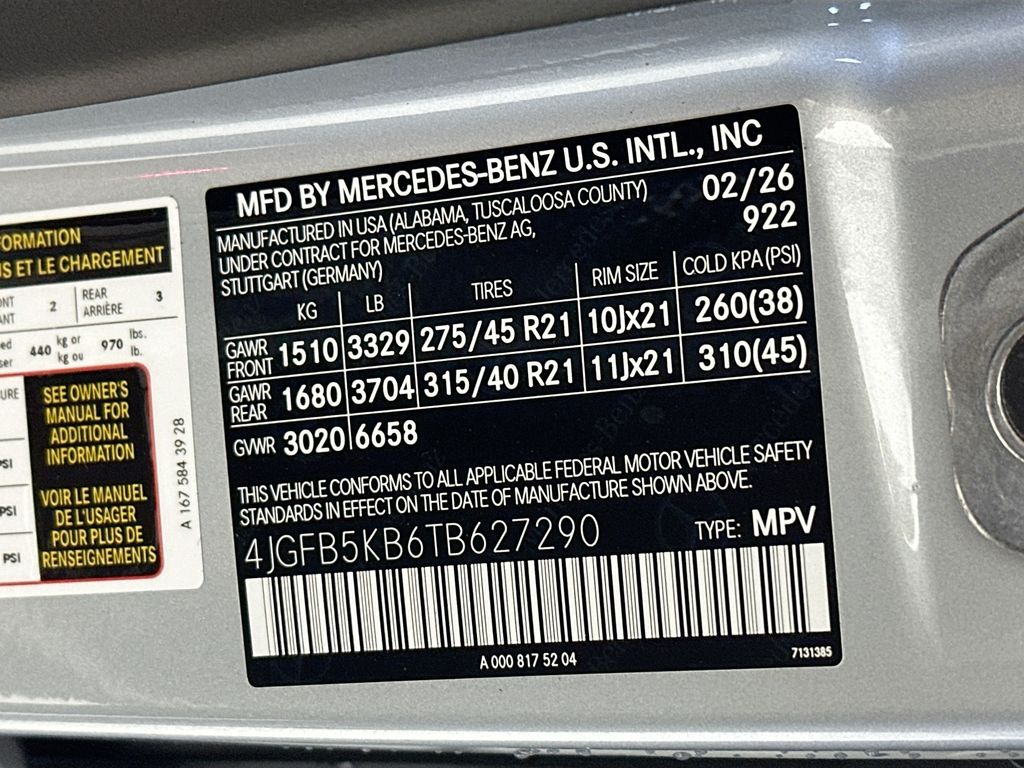 MFD BY MERCEDES-BENZ U.S. INTL., INC
MANUFACTURED IN USA (ALABAMA, TUSCALOOSA COUNTY)
UNDER CONTRACT FOR MERCEDES-BENZ AG,
STUTTGART (GERMANY)
02/26
922
KG LB TIRES RIM SIZE COLD KPA (PSI)
GAWR FRONT 1510 3329 275/45 R21 10Jx21 260(38)
GAWR REAR 1680 3704 315/40 R21 11Jx21 310(45)
GVWR 3020 6658
THIS VEHICLE CONFORMS TO ALL APPLICABLE FEDERAL MOTOR VEHICLE SAFETY
STANDARDS IN EFFECT ON THE DATE OF MANUFACTURE SHOWN ABOVE.
4JGFB5KB6TB627290 TYPE: MPV
A 000 817 52 04
7131385
ET LE CHARGEMENT
2 REAR 3
ARRIÈRE
440 kg or 970 lbs.
kg ou lb.
SEE OWNER'S
MANUAL FOR
ADDITIONAL
INFORMATION
VOIR LE MANUEL
DE L'USAGER
POUR PLUS DE
RENSEIGNEMENTS
PSI
PSI
PSI
A 167 584 39 28